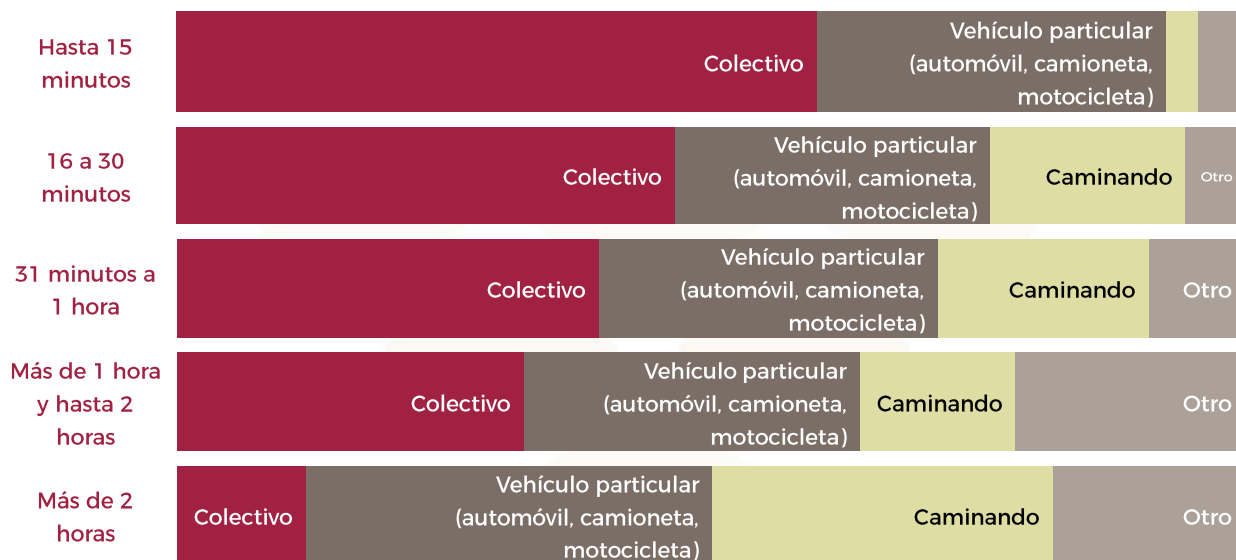 Hasta 15
minutos
Colectivo
Vehículo particular
(automóvil, camioneta,
motocicleta)
16 a 30
minutos
Colectivo
Vehículo particular
(automóvil, camioneta,
motocicleta)
Caminando
Otro
31 minutos a
1 hora
Colectivo
Vehículo particular
(automóvil, camioneta,
motocicleta)
Caminando
Otro
Más de 1 hora
y hasta 2
horas
Colectivo
Vehículo particular
(automóvil, camioneta,
motocicleta)
Caminando
Otro
Más de 2
horas
Colectivo
Vehículo particular
(automóvil, camioneta,
motocicleta)
Caminando
Otro